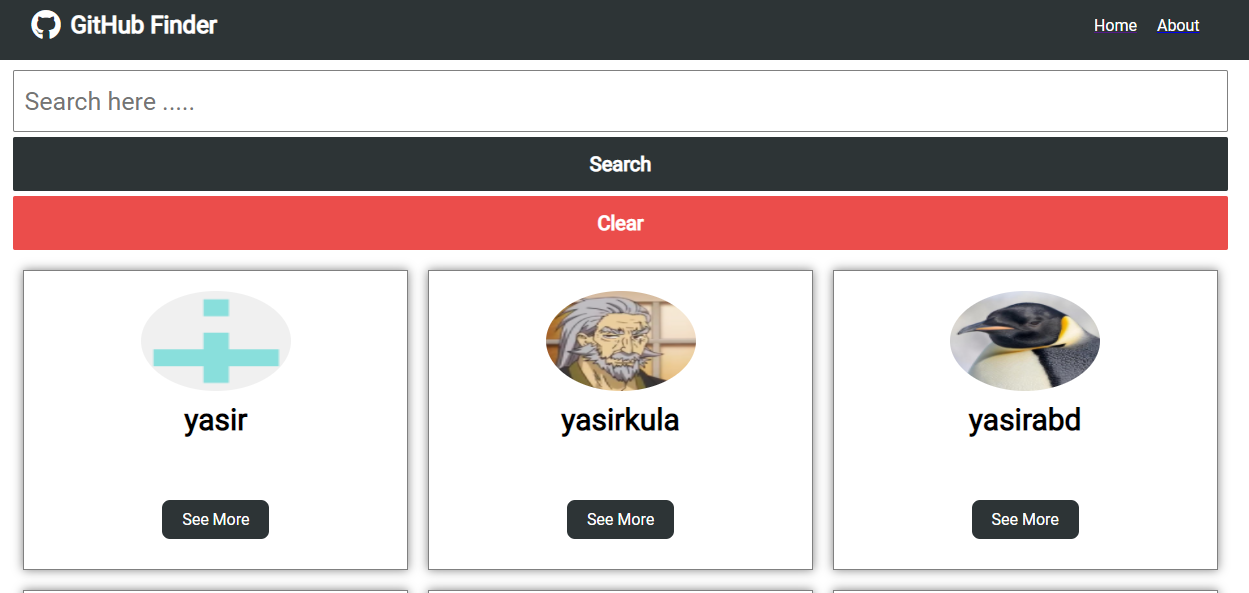 GitHub Finder
Home About
Search here .....
Search
Clear
yasir yasirkula yasirabd
See More See More See More